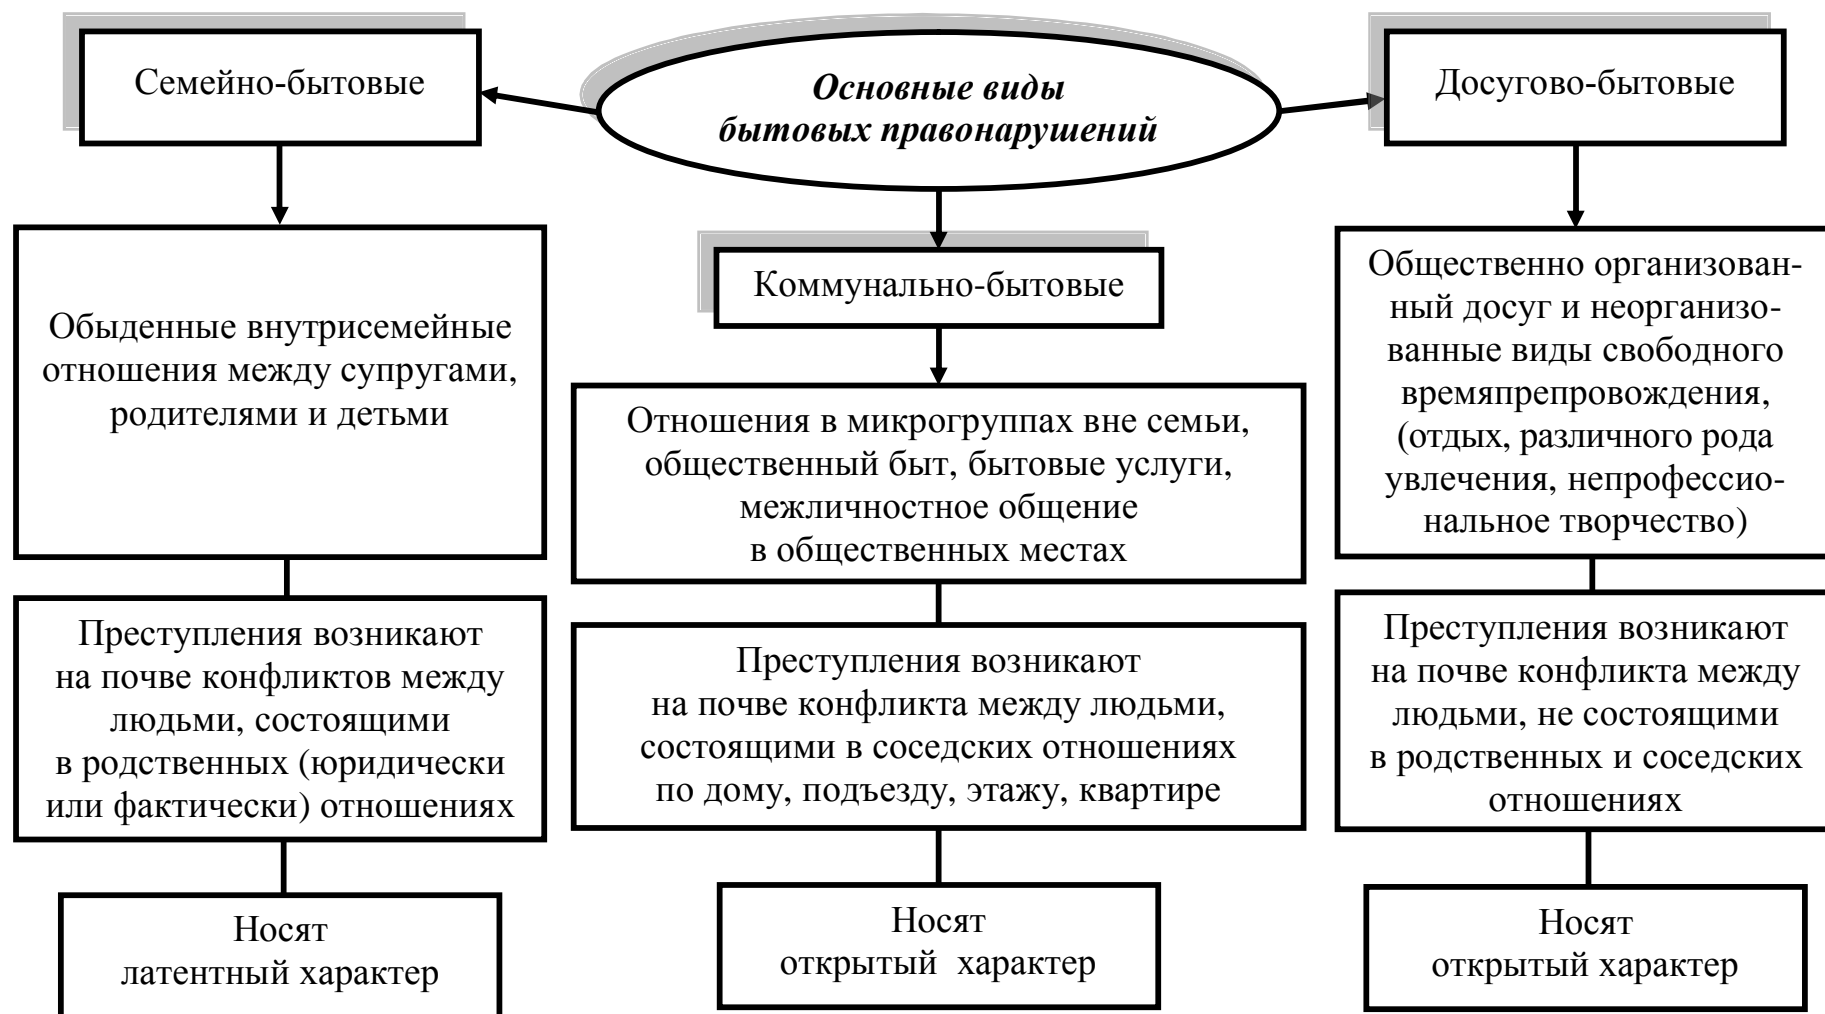 Основные виды
бытовых правонарушений
Семейно-бытовые
Обыденные внутрисемейные
отношения между супругами,
родителями и детьми
Преступления возникают
на почве конфликтов между
людьми, состоящими
в родственных (юридически
или фактически) отношениях
Носят
латентный характер
Коммунально-бытовые
Отношения в микрогруппах вне семьи,
общественный быт, бытовые услуги,
межличностное общение
в общественных местах
Преступления возникают
на почве конфликта между людьми,
состоящими в соседских отношениях
по дому, подъезду, этажу, квартире
Носят
открытый характер
Досугово-бытовые
Общественно организован-
ный досуг и неорганизо-
ванные виды свободного
времяпрепровождения,
(отдых, различного рода
увлечения, непрофессио-
нальное творчество)
Преступления возникают
на почве конфликта между
людьми, не состоящими
в родственных и соседских
отношениях
Носят
открытый характер